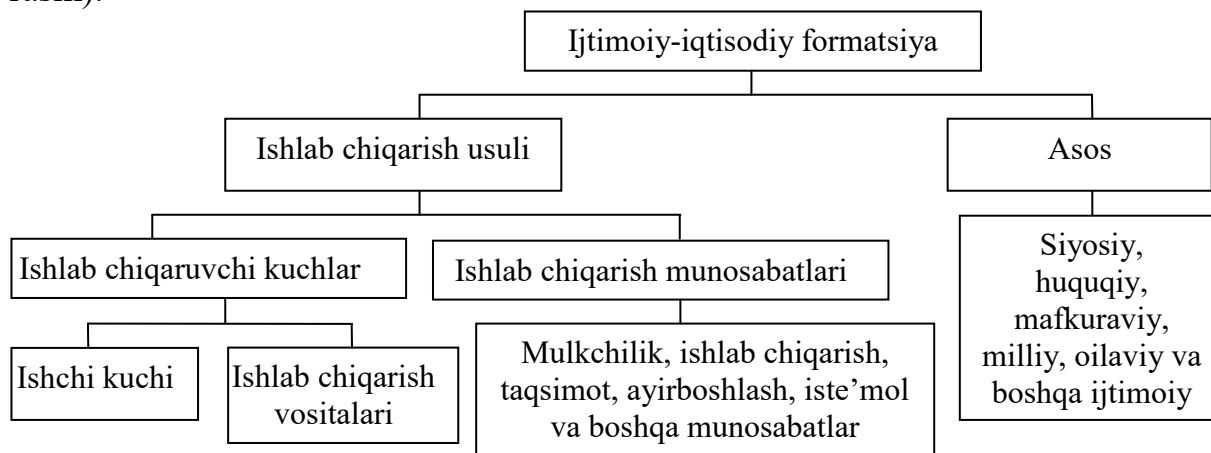 Ijtimoiy-iqtisodiy formatsiya
Ishlab chiqarish usuli
Asos
Ishlab chiqaruvchi kuchlar
Ishlab chiqarish munosabatlari
Siyosiy,
huquqiy,
mafkuraviy,
milliy, oilaviy va
boshqa ijtimoiy
Ishchi kuchi
Ishlab chiqarish
vositalari
Mulkchilik, ishlab chiqarish,
taqsimot, ayirboshlash, iste’mol
va boshqa munosabatlar